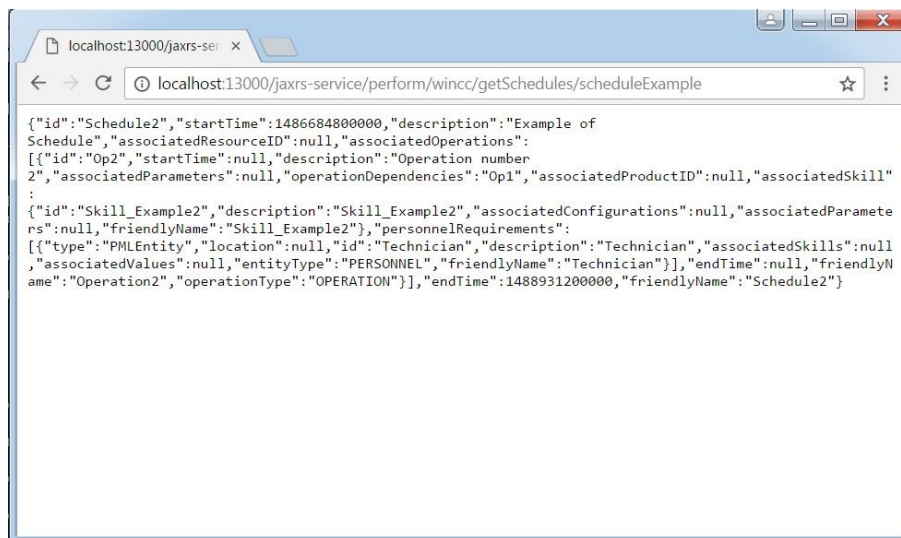 localhost:13000/jaxrs-ser
localhost:13000/jaxrs-service/perform/wincc/getSchedules/scheduleExample
{"id":"Schedule2","startTime":1486684800000,"description":"Example of
Schedule","associatedResourceID":null,"associatedOperations":
[{"id":"Op2","startTime":null,"description":"Operation number
2","associatedParameters":null,"operationDependencies":"Op1","associatedProductID":null,"associatedSkill"
:
{"id":"Skill_Example2","description":"Skill_Example2","associatedConfigurations":null,"associatedParamete
rs":null,"friendlyName":"Skill_Example2"},"personnelRequirements":
[{"type":"PMLEntity","location":null,"id":"Technician","description":"Technician","associatedSkills":null
,"associatedValues":null,"entityType":"PERSONNEL","friendlyName":"Technician"}],"endTime":null,"friendlyN
ame":"Operation2","operationType":"OPERATION"}],"endTime":1488931200000,"friendlyName":"Schedule2"}